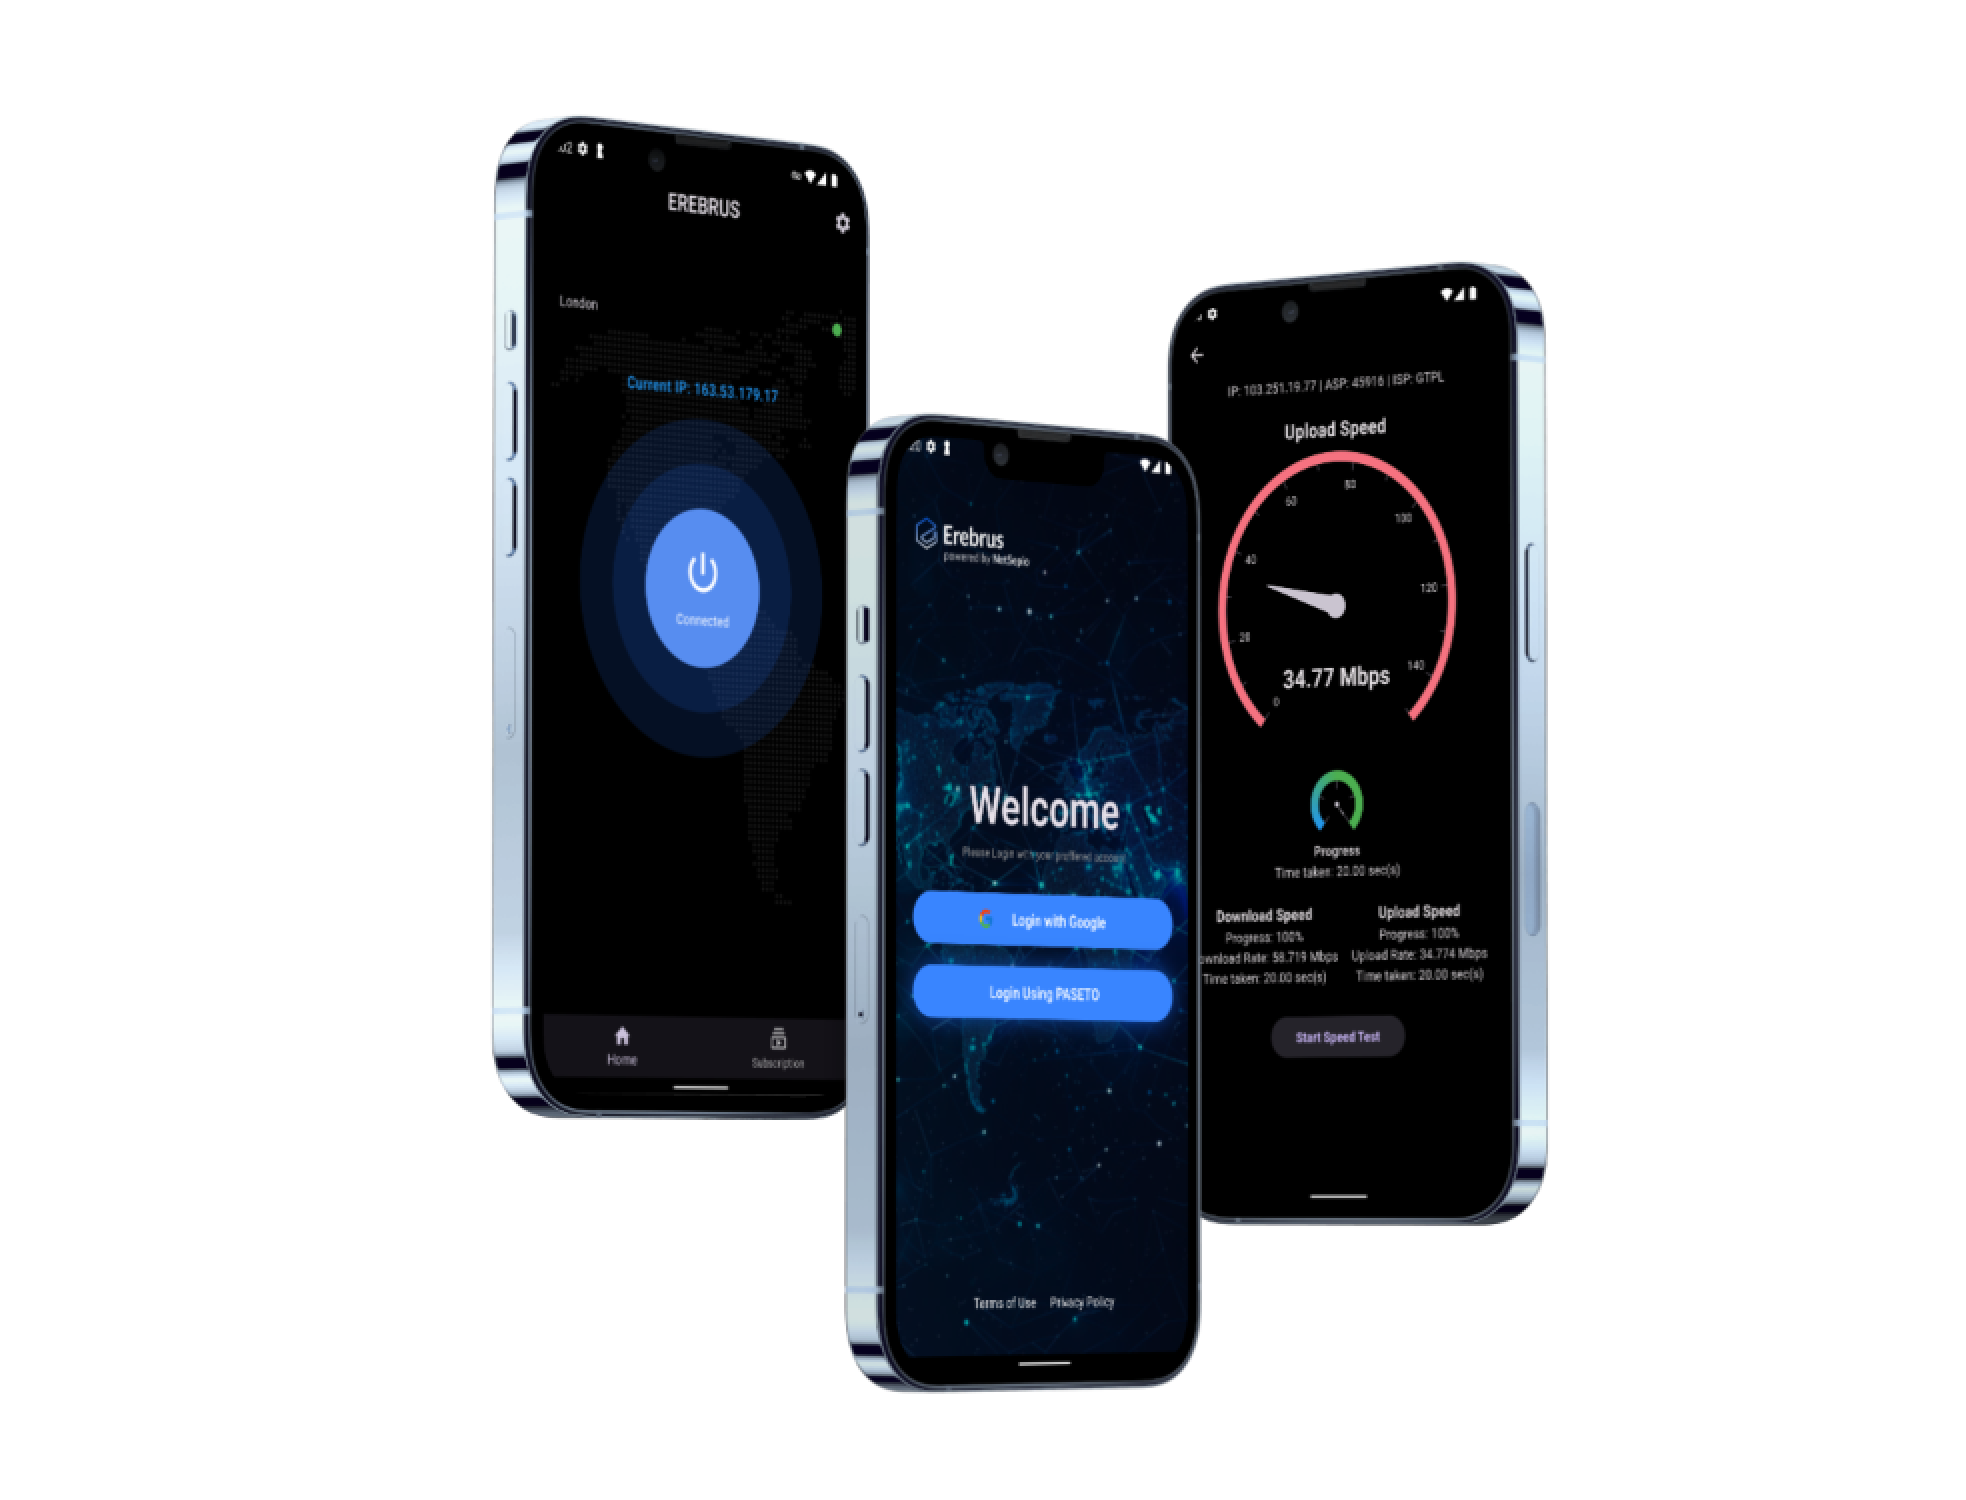 EREBRUS
London
Current IP: 163.53.179.17
Connected
Home
Subscription
Erebrus
powered by NetSepio
Welcome
Please Login with your preffered account
Login with Google
Login Using PASETO
Terms of Use Privacy Policy
IP: 103.251.19.77 | ASP: 45916 | ISP: GTPL
Upload Speed
0
20
40
60
80
100
120
140
34.77 Mbps
Progress
Time taken: 20.00 sec(s)
Download Speed
Progress: 100%
ownload Rate: 58.719 Mbps
Time taken: 20.00 sec(s)
Upload Speed
Progress: 100%
Upload Rate: 34.774 Mbps
Time taken: 20.00 sec(s)
Start Speed Test